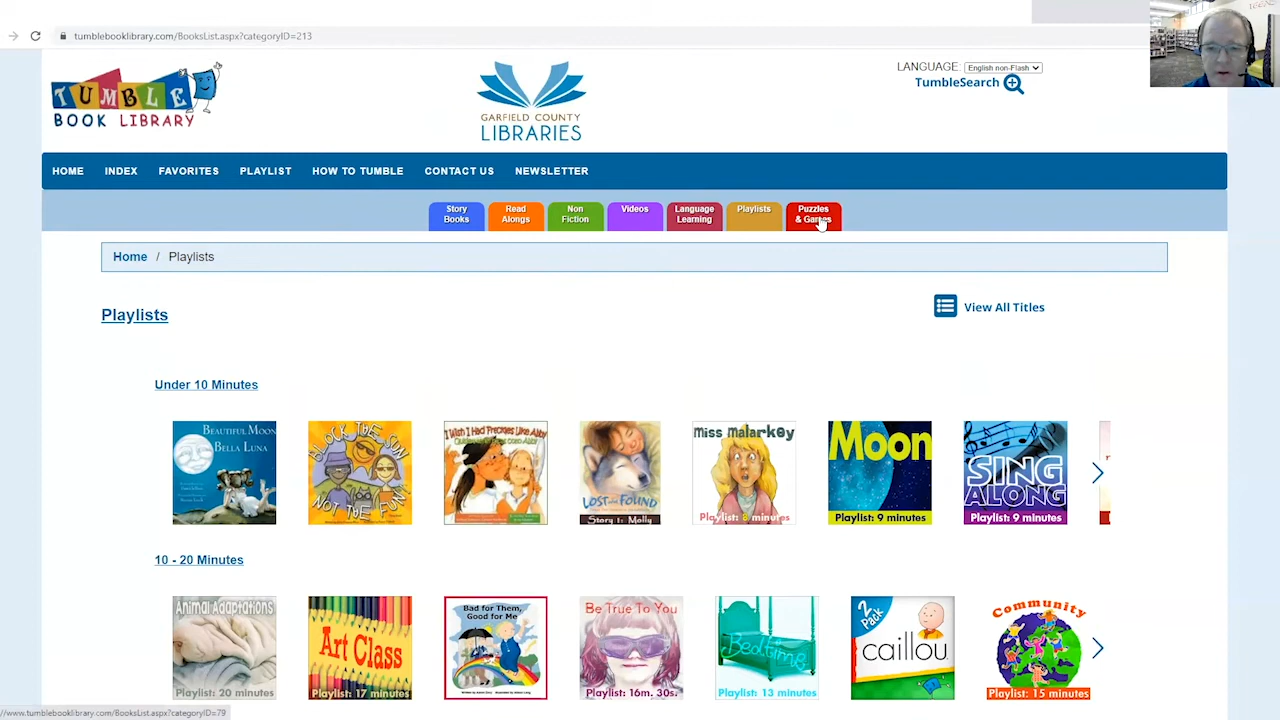 tumblebooklibrary.com/BooksList.aspx?categoryID=213
TUMBLE
BOOK LIBRARY
GARFIELD COUNTY
LIBRARIES
LANGUAGE: English non-Flash
TumbleSearch
HOME INDEX FAVORITES PLAYLIST HOW TO TUMBLE CONTACT US NEWSLETTER
Story
Books
Read
Alongs
Non
Fiction
Videos
Language
Learning
Playlists
Puzzles
& Games
Home / Playlists
Playlists
View All Titles
Under 10 Minutes
BEAUTIFUL MOON
BELLA LUNA
BLOCK THE SUN
NOT THE FUN
I Wish I Had Freckles Like Abby
LOST and FOUND
Story 1: Molly
Miss Malarkey
Playlist: 8 minutes
Moon
Playlist: 9 minutes
SING
ALONG
Playlist: 9 minutes
10 - 20 Minutes
Animal Adaptations
Playlist: 20 minutes
Art Class
Playlist: 17 minutes
Bad for Them,
Good for Me
Be True To You
Playlist: 16m. 30s.
Bedtime
Playlist: 13 minutes
2
Pack
caillou
Community
Playlist: 15 minutes
//www.tumblebooklibrary.com/BooksList.aspx?categoryID=79